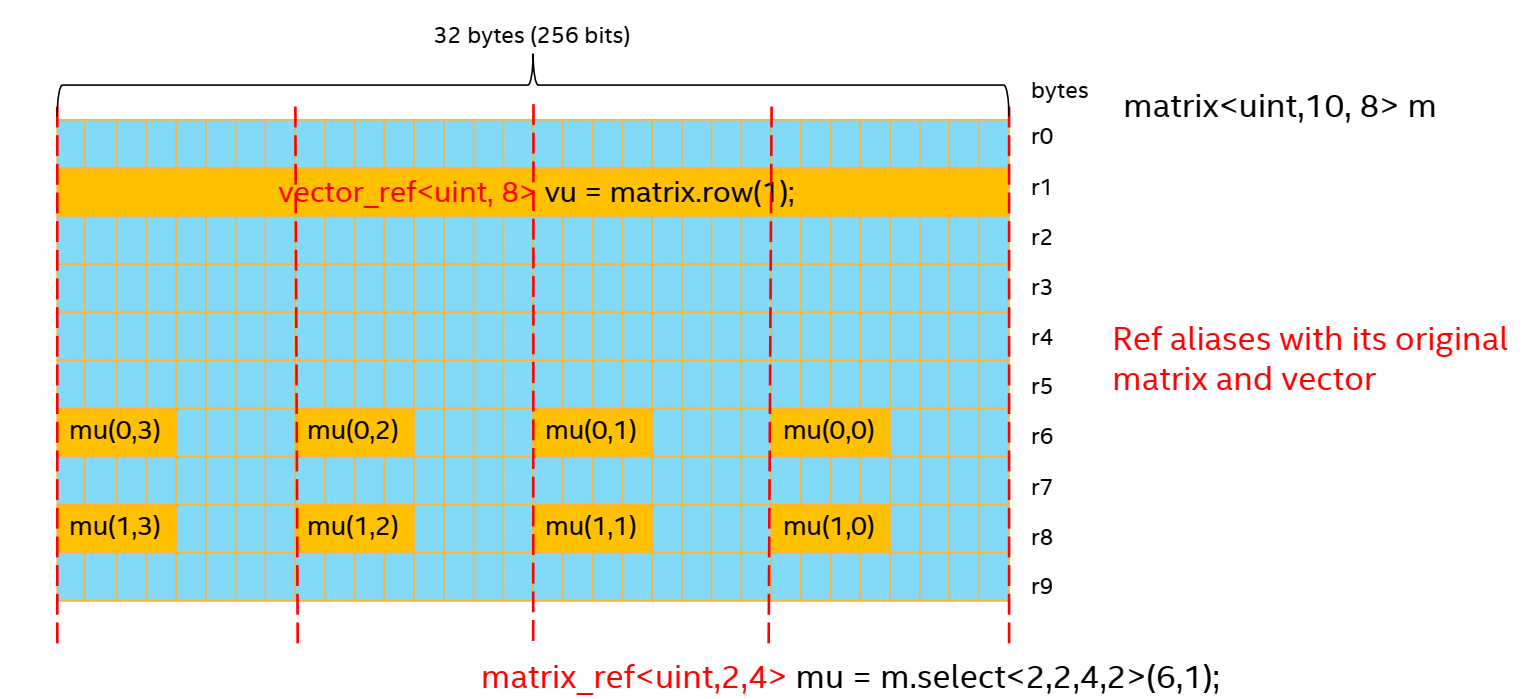 32 bytes (256 bits)
bytes
matrix<uint,10, 8> m
r0
vector_ref<uint, 8> vu = matrix.row(1);
r1
r2
r3
r4
Ref aliases with its original
matrix and vector
r5
mu(0,3) mu(0,2) mu(0,1) mu(0,0)
r6
r7
mu(1,3) mu(1,2) mu(1,1) mu(1,0)
r8
r9
matrix_ref<uint,2,4> mu = m.select<2,2,4,2>(6,1);